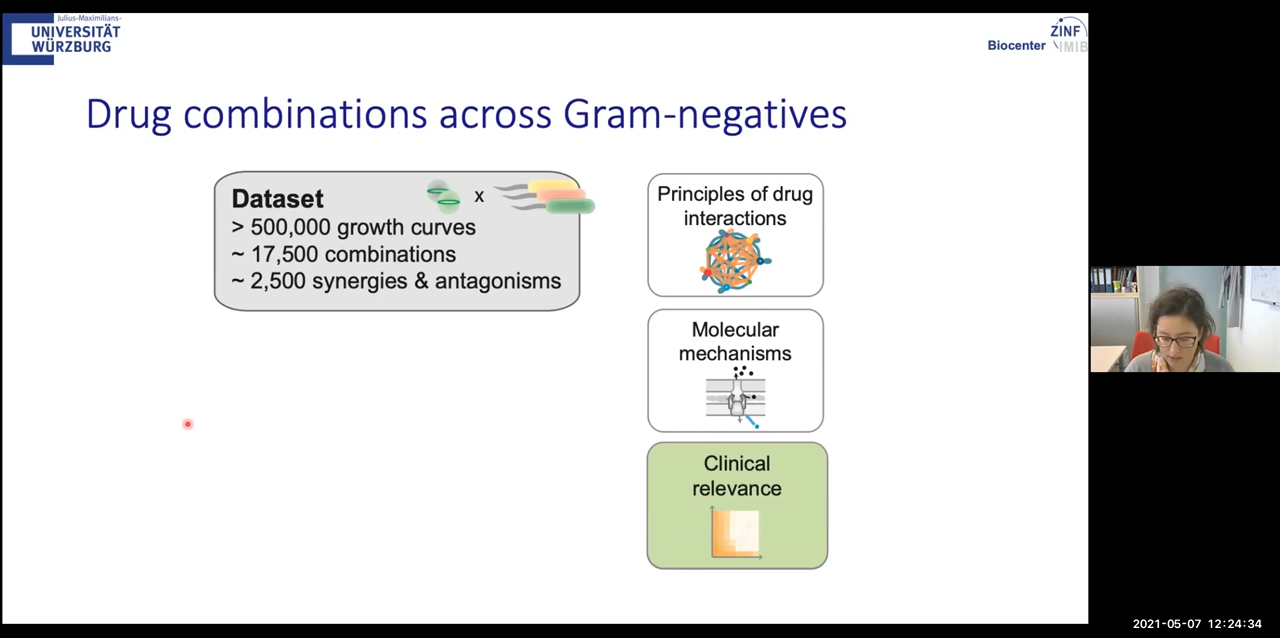 Julius-Maximilians-
UNIVERSITÄT
WÜRZBURG
ZINF
Biocenter
IMIB
Drug combinations across Gram-negatives
Dataset
x
> 500,000 growth curves
~ 17,500 combinations
~ 2,500 synergies & antagonisms
Principles of drug
interactions
Molecular
mechanisms
Clinical
relevance
2021-05-07 12:24:34